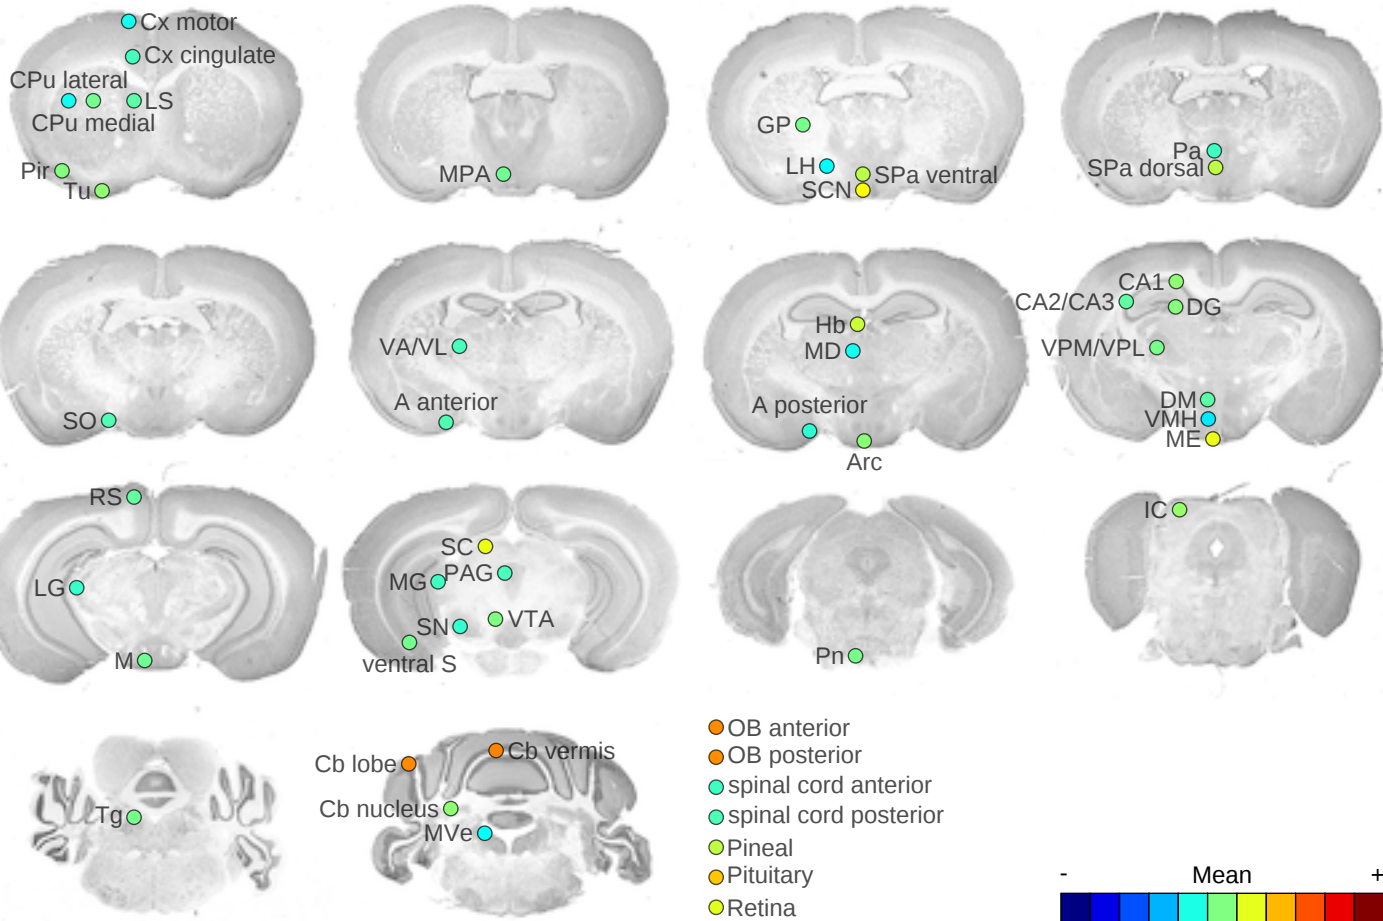 Cx motor
Cx cingulate
CPu lateral
LS
CPu medial
Pir
Tu
MPA
GP
LH
SPa ventral
SCN
Pa
SPa dorsal
SO
VA/VL
A anterior
Hb
MD
A posterior
Arc
CA1
CA2/CA3
DG
VPM/VPL
DM
VMH
ME
RS
LG
M
SC
PAG
MG
SN
VTA
ventral S
Pn
IC
Tg
Cb lobe
Cb vermis
Cb nucleus
MVe
OB anterior
OB posterior
spinal cord anterior
spinal cord posterior
Pineal
Pituitary
Retina
- Mean +